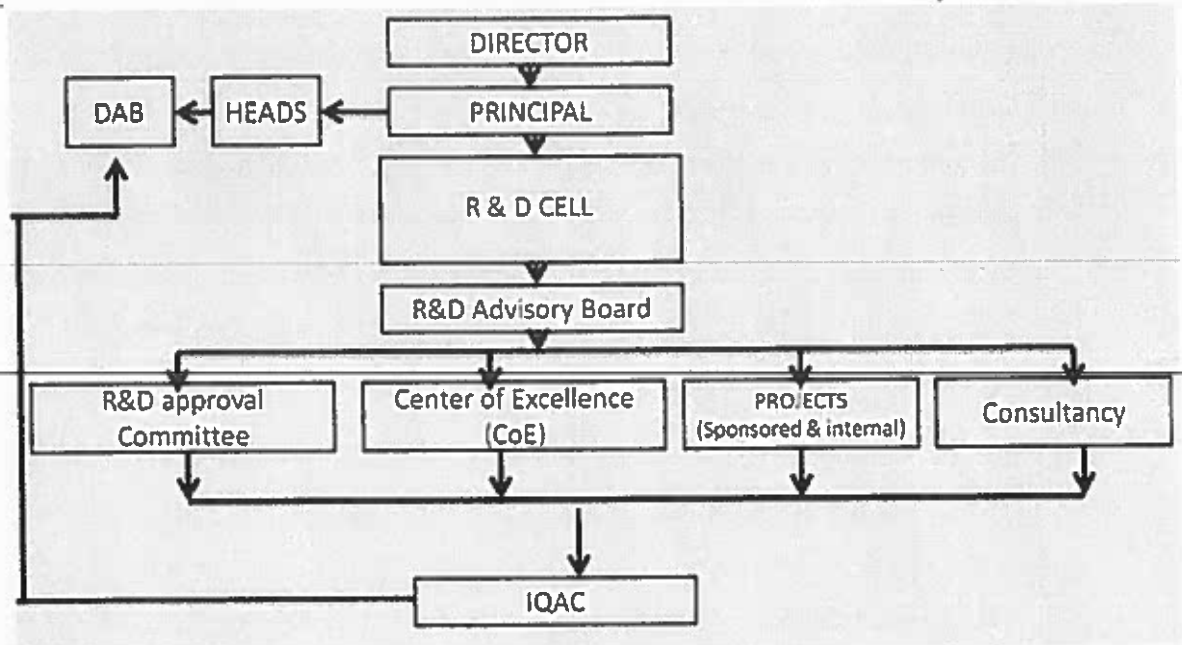 DIRECTOR
DAB
HEADS
PRINCIPAL
R & D CELL
R&D Advisory Board
R&D approval
Committee
Center of Excellence
(CoE)
PROJECTS
(Sponsored & internal)
Consultancy
IQAC